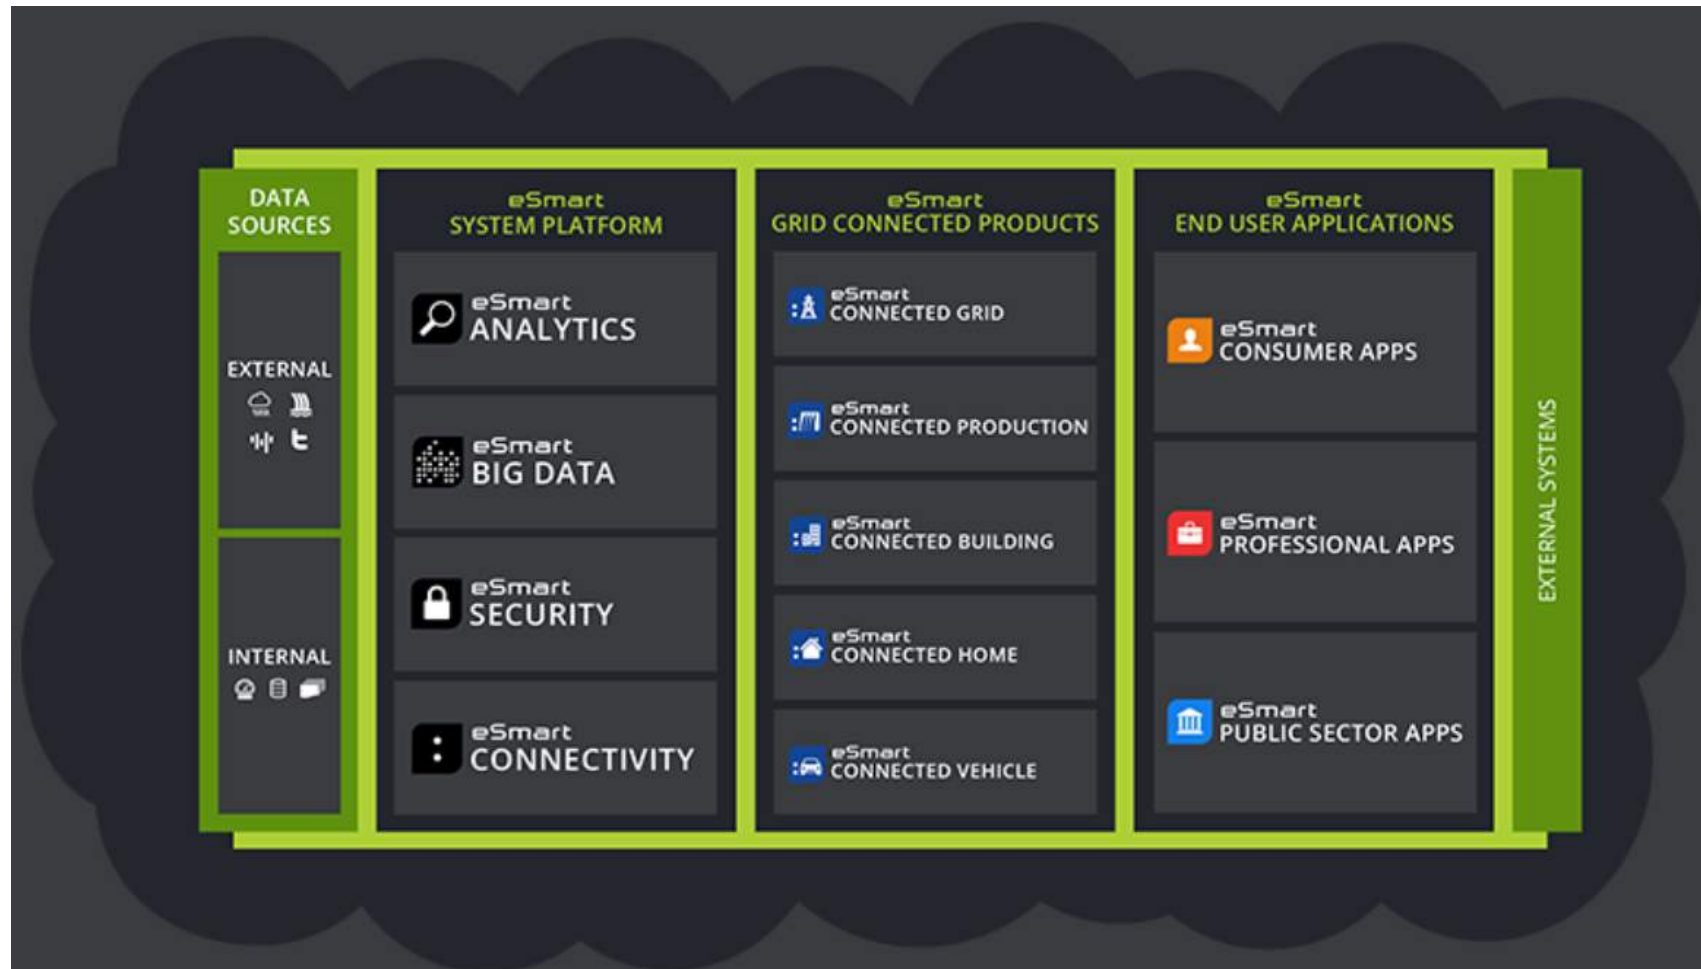 DATA
SOURCES
EXTERNAL
INTERNAL
eSmart
SYSTEM PLATFORM
eSmart
ANALYTICS
eSmart
BIG DATA
eSmart
SECURITY
eSmart
CONNECTIVITY
eSmart
GRID CONNECTED PRODUCTS
eSmart
CONNECTED GRID
eSmart
CONNECTED PRODUCTION
eSmart
CONNECTED BUILDING
eSmart
CONNECTED HOME
eSmart
CONNECTED VEHICLE
eSmart
END USER APPLICATIONS
eSmart
CONSUMER APPS
eSmart
PROFESSIONAL APPS
eSmart
PUBLIC SECTOR APPS
EXTERNAL SYSTEMS